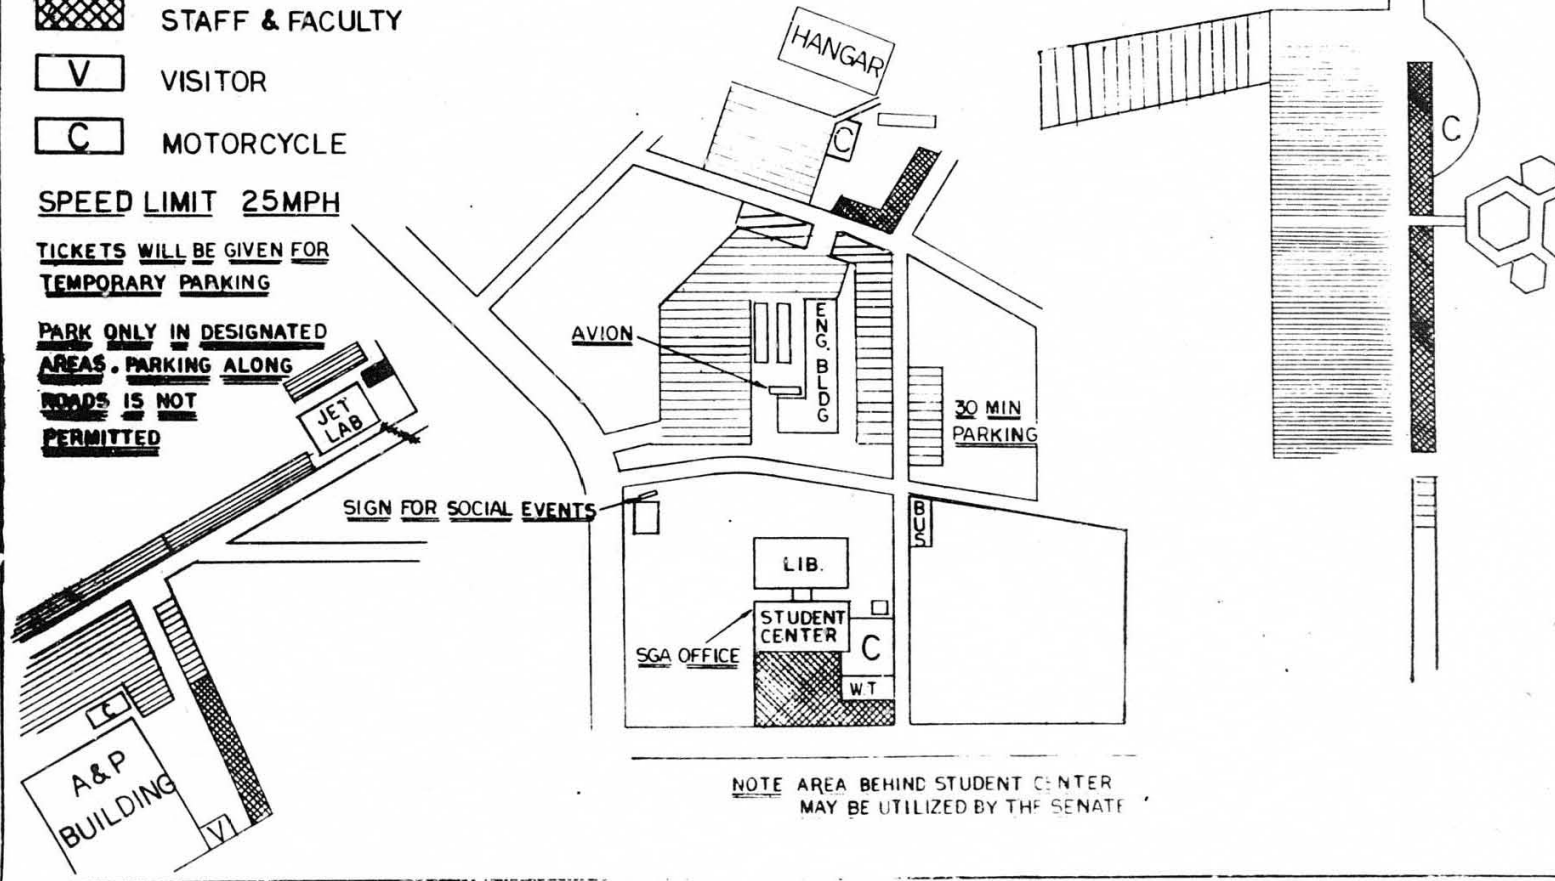 STAFF & FACULTY
V VISITOR
C MOTORCYCLE
SPEED LIMIT 25MPH
TICKETS WILL BE GIVEN FOR
TEMPORARY PARKING
PARK ONLY IN DESIGNATED
AREAS. PARKING ALONG
ROADS IS NOT
PERMITTED
HANGAR
C
C
AVION
ENG. BLDG
JET
LAB
30 MIN
PARKING
SIGN FOR SOCIAL EVENTS
BUS
LIB.
STUDENT
CENTER
C
SGA OFFICE
W.T
C
A&P
BUILDING
V
NOTE AREA BEHIND STUDENT CENTER
MAY BE UTILIZED BY THE SENATE